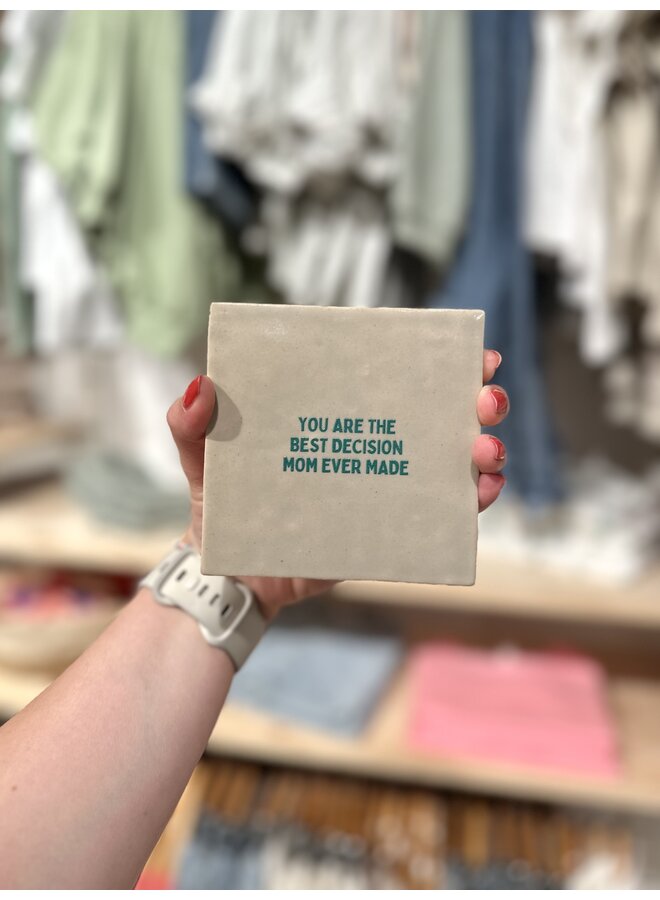 YOU ARE THE
BEST DECISION
MOM EVER MADE